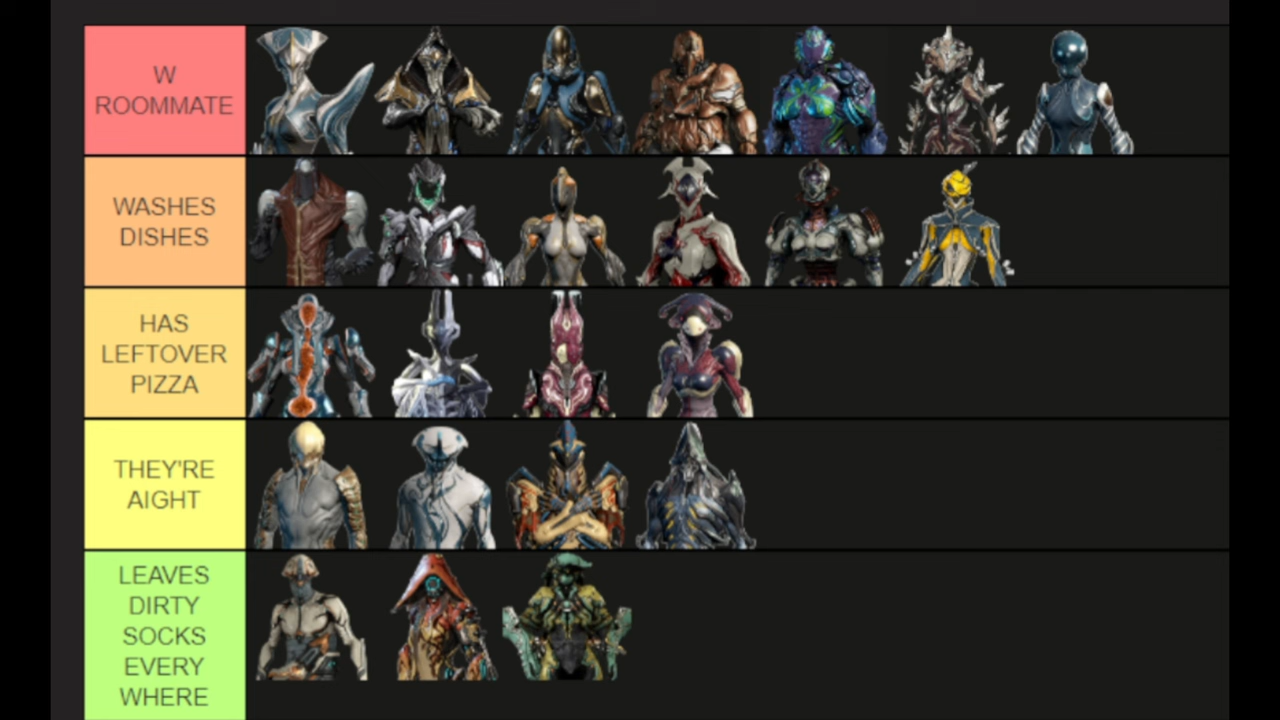 W
ROOMMATE
WASHES
DISHES
HAS
LEFTOVER
PIZZA
THEY'RE
AIGHT
LEAVES
DIRTY
SOCKS
EVERY
WHERE